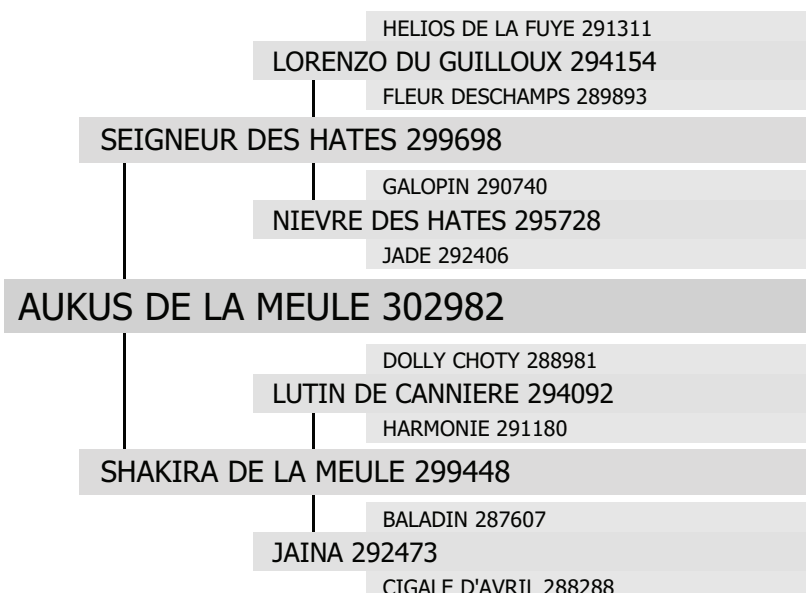 HELIOS DE LA FUYE 291311
LORENZO DU GUILLOUX 294154
FLEUR DESCHAMPS 289893
SEIGNEUR DES HATES 299698
GALOPIN 290740
NIEVRE DES HATES 295728
JADE 292406
AUKUS DE LA MEULE 302982
DOLLY CHOTY 288981
LUTIN DE CANNIERE 294092
HARMONIE 291180
SHAKIRA DE LA MEULE 299448
BALADIN 287607
JAINA 292473
CIGALE D'AVRIL 288288